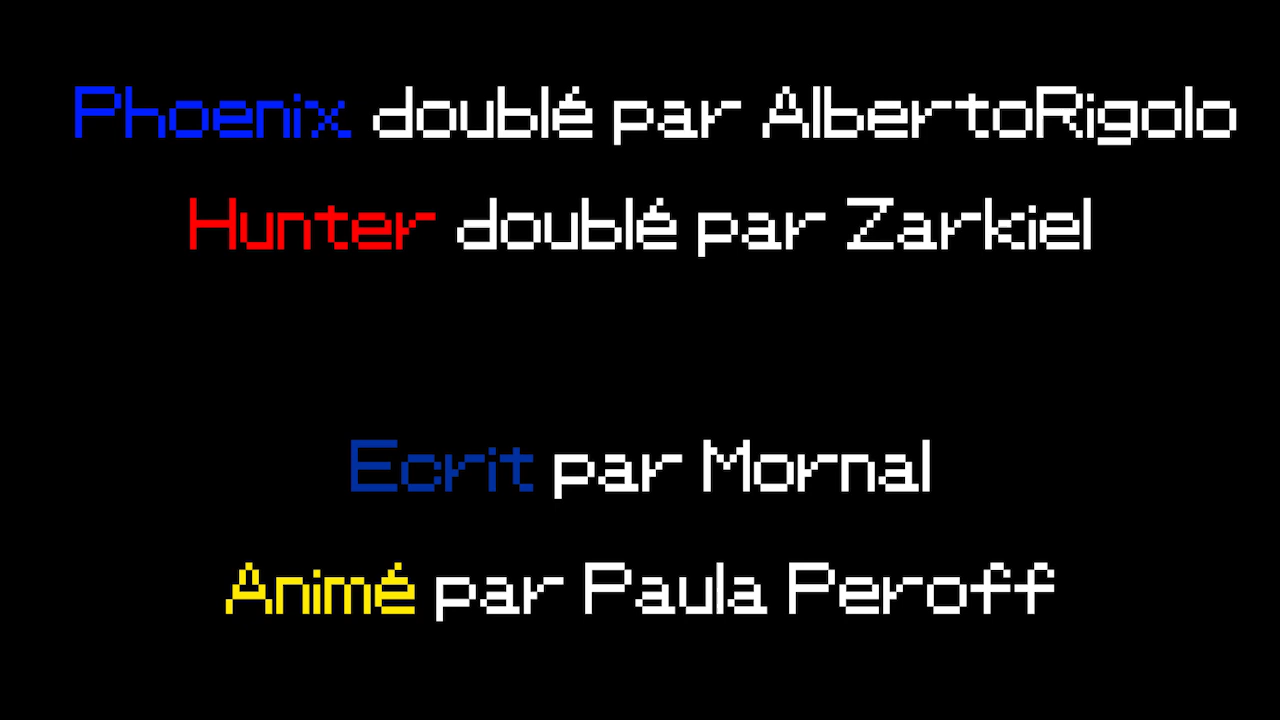 Phoenix doublé par AlbertoRigolo
Hunter doublé par Zarkiel
Ecrit par Mornal
Animé par Paula Peroff